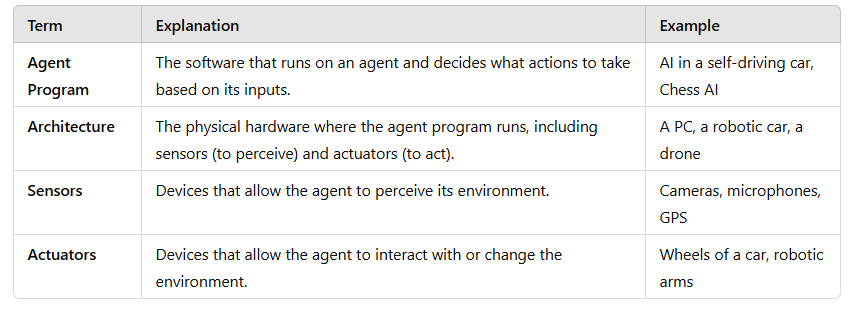 Term Explanation Example
Agent Program The software that runs on an agent and decides what actions to take based on its inputs. AI in a self-driving car, Chess AI
Architecture The physical hardware where the agent program runs, including sensors (to perceive) and actuators (to act). A PC, a robotic car, a drone
Sensors Devices that allow the agent to perceive its environment. Cameras, microphones, GPS
Actuators Devices that allow the agent to interact with or change the environment. Wheels of a car, robotic arms